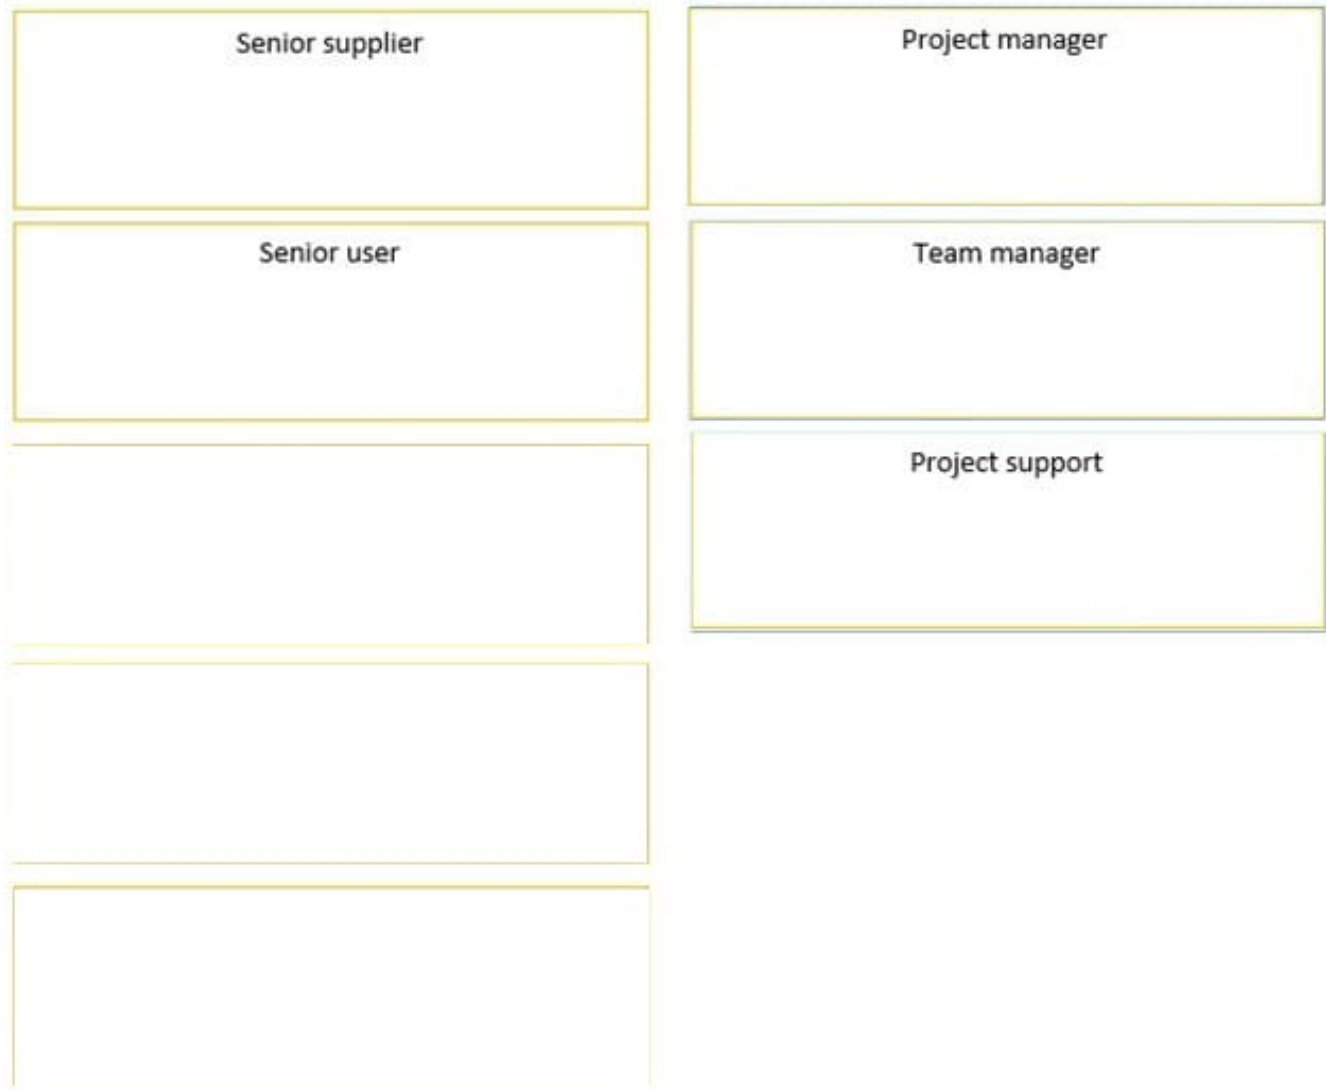 Senior supplier
Project manager
Senior user
Team manager
Project support